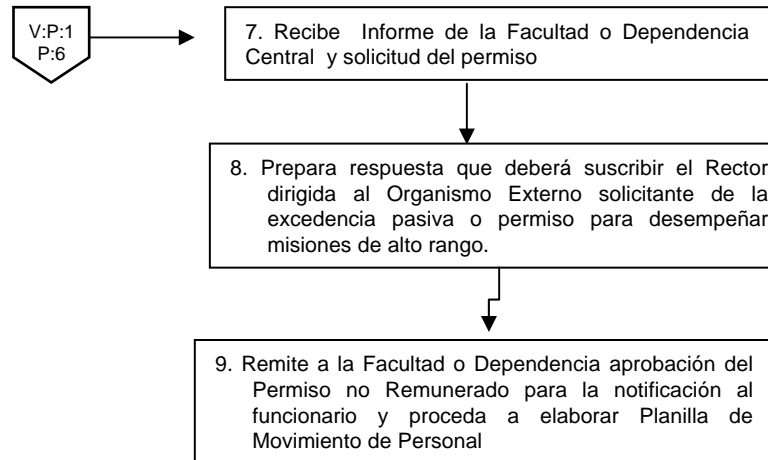 V:P:1
P:6
7. Recibe Informe de la Facultad o Dependencia
Central y solicitud del permiso
8. Prepara respuesta que deberá suscribir el Rector
dirigida al Organismo Externo solicitante de la
excedencia pasiva o permiso para desempeñar
misiones de alto rango.
9. Remite a la Facultad o Dependencia aprobación del
Permiso no Remunerado para la notificación al
funcionario y proceda a elaborar Planilla de
Movimiento de Personal